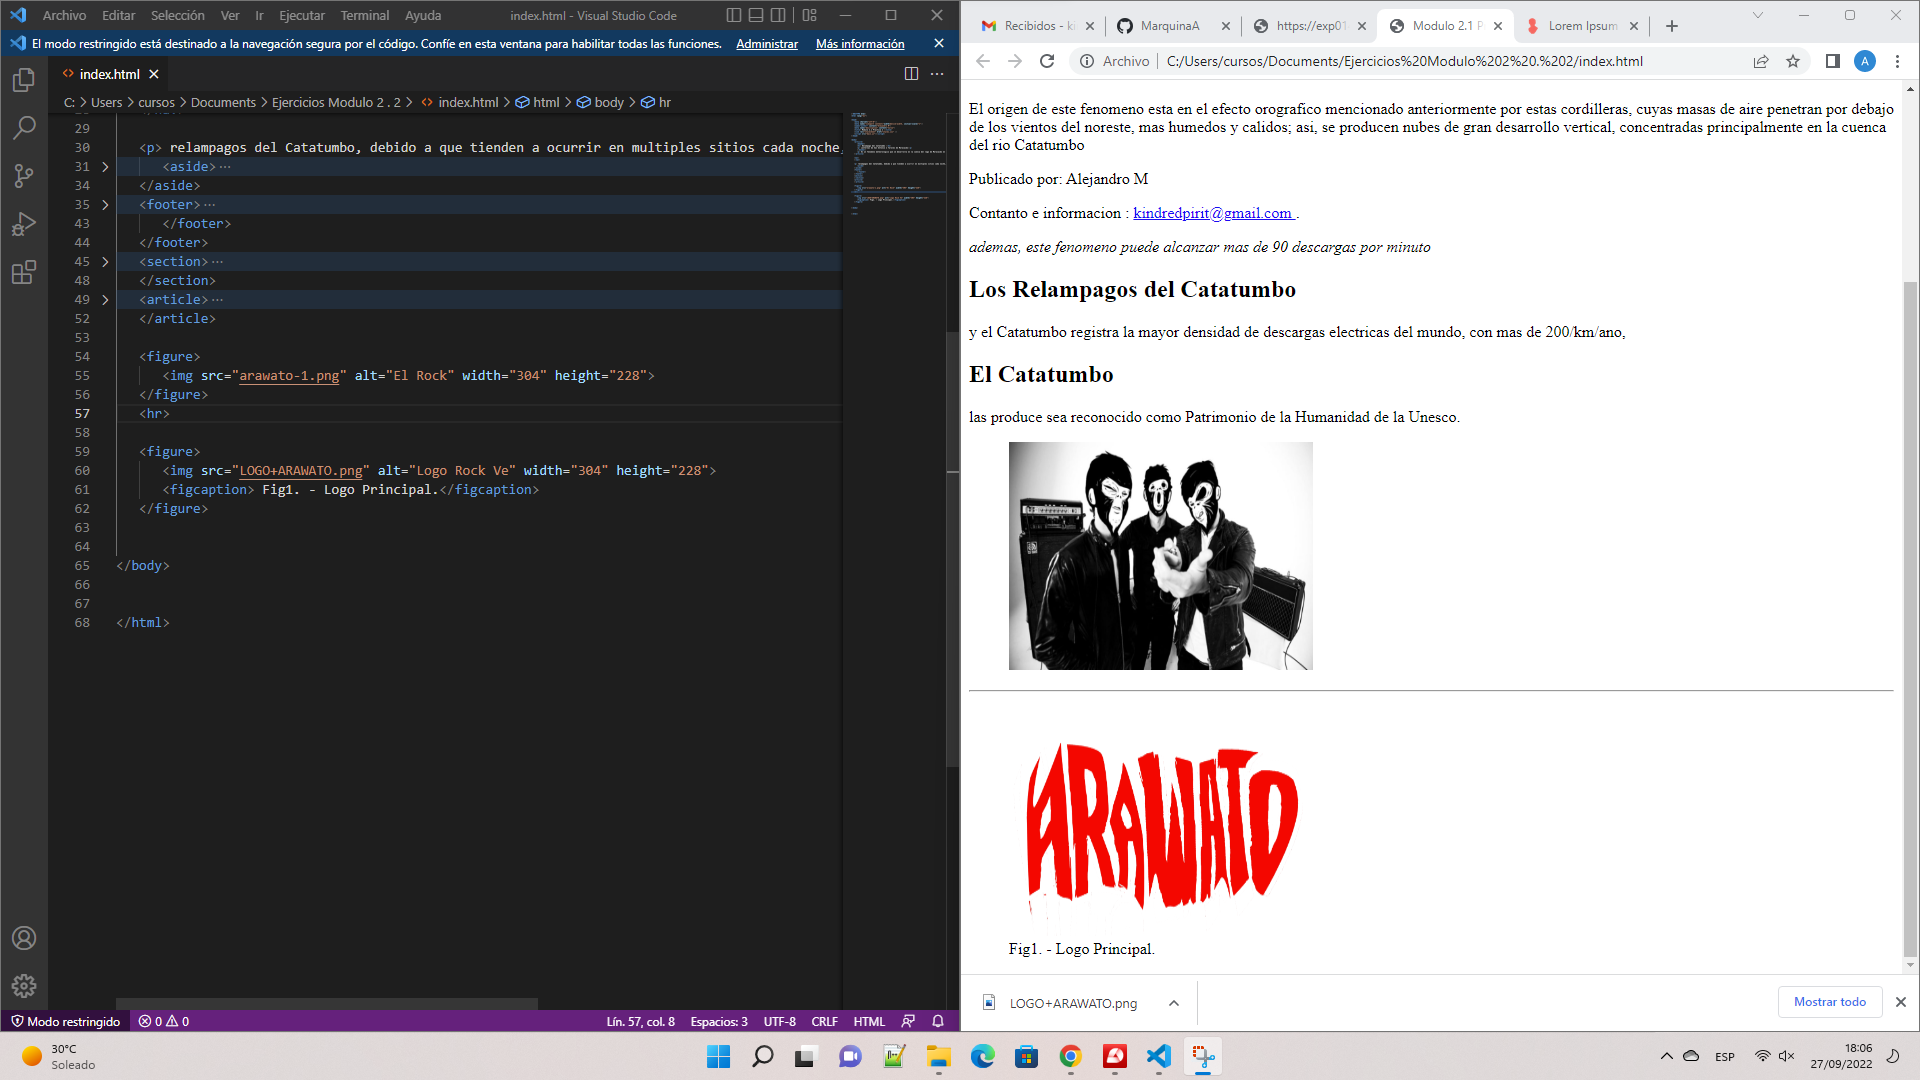 Archivo Editar Selección Ver Ir Ejecutar Terminal Ayuda index.html - Visual Studio Code
El modo restringido está destinado a la navegación segura por el código. Confíe en esta ventana para habilitar todas las funciones. Administrar Más información
index.html
C: > Users > cursos > Documents > Ejercicios Modulo 2 . 2 > index.html > html > body > hr
29
30 <p> relampagos del Catatumbo, debido a que tienden a ocurrir en multiples sitios cada noche,
31 <aside>···
34 </aside>
35 <footer>···
43 </footer>
44 </footer>
45 <section>···
48 </section>
49 <article>···
52 </article>
53
54 <figure>
55 <img src="arawato-1.png" alt="El Rock" width="304" height="228">
56 </figure>
57 <hr>
58
59 <figure>
60 <img src="LOGO+ARAWATO.png" alt="Logo Rock Ve" width="304" height="228">
61 <figcaption> Fig1. - Logo Principal.</figcaption>
62 </figure>
63
64
65 </body>
66
67
68 </html>
Modo restringido 0 0 Lín. 57, col. 8 Espacios: 3 UTF-8 CRLF HTML
Recibidos - ki MarquinaA https://exp01 Modulo 2.1 P Lorem Ipsum
Archivo C:/Users/cursos/Documents/Ejercicios%20Modulo%202%20.%202/index.html A
El origen de este fenomeno esta en el efecto orografico mencionado anteriormente por estas cordilleras, cuyas masas de aire penetran por debajo
de los vientos del noreste, mas humedos y calidos; asi, se producen nubes de gran desarrollo vertical, concentradas principalmente en la cuenca
del rio Catatumbo
Publicado por: Alejandro M
Contanto e informacion : kindredpirit@gmail.com .
ademas, este fenomeno puede alcanzar mas de 90 descargas por minuto
Los Relampagos del Catatumbo
y el Catatumbo registra la mayor densidad de descargas electricas del mundo, con mas de 200/km/ano,
El Catatumbo
las produce sea reconocido como Patrimonio de la Humanidad de la Unesco.
ARAWATO
Fig1. - Logo Principal.
LOGO+ARAWATO.png Mostrar todo
30°C
Soleado
ESP
18:06
27/09/2022